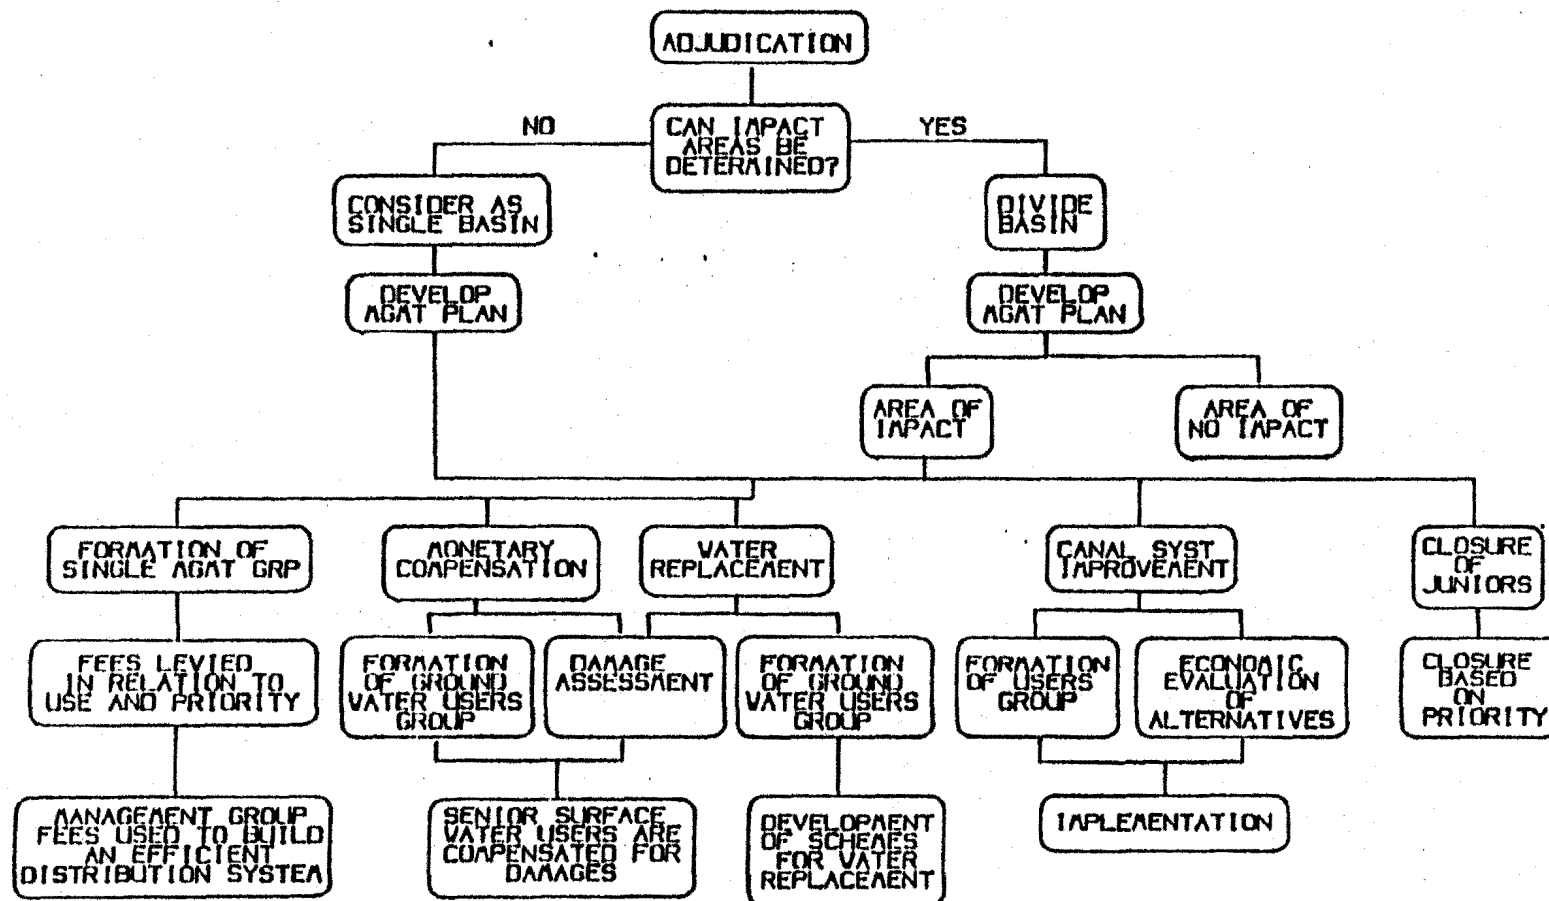 ADJUDICATION
NO
CAN IMPACT
AREAS BE
DETERMINED?
YES
CONSIDER AS
SINGLE BASIN
DIVIDE
BASIN
DEVELOP
MGMT PLAN
DEVELOP
MGMT PLAN
AREA OF
IMPACT
AREA OF
NO IMPACT
FORMATION OF
SINGLE MGMT GRP
MONETARY
COMPENSATION
WATER
REPLACEMENT
CANAL SYST
IMPROVEMENT
CLOSURE
OF
JUNIORS
FEES LEVIED
IN RELATION TO
USE AND PRIORITY
FORMATION
OF GROUND
WATER USERS
GROUP
DAMAGE
ASSESSMENT
FORMATION
OF GROUND
WATER USERS
GROUP
FORMATION
OF USERS
GROUP
ECONOMIC
EVALUATION
OF
ALTERNATIVES
CLOSURE
BASED
ON
PRIORITY
MANAGEMENT GROUP
FEES USED TO BUILD
AN EFFICIENT
DISTRIBUTION SYSTEM
SENIOR SURFACE
WATER USERS ARE
COMPENSATED FOR
DAMAGES
DEVELOPMENT
OF SCHEMES
FOR WATER
REPLACEMENT
IMPLEMENTATION